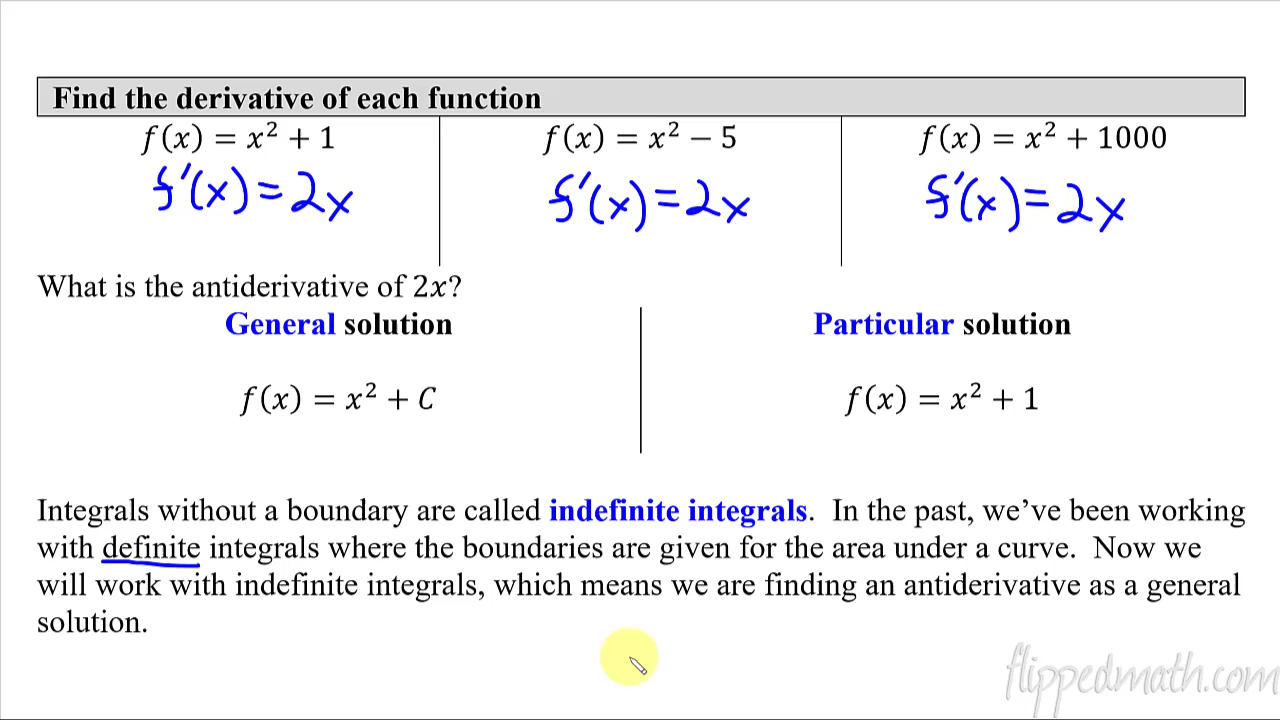 Find the derivative of each function
f(x) = x² + 1
f(x) = x² − 5
f(x) = x² + 1000
f'(x) = 2x
f'(x) = 2x
f'(x) = 2x
What is the antiderivative of 2x?
General solution
Particular solution
f(x) = x² + C
f(x) = x² + 1
Integrals without a boundary are called indefinite integrals. In the past, we’ve been working
with definite integrals where the boundaries are given for the area under a curve. Now we
will work with indefinite integrals, which means we are finding an antiderivative as a general
solution.
flippedmath.com